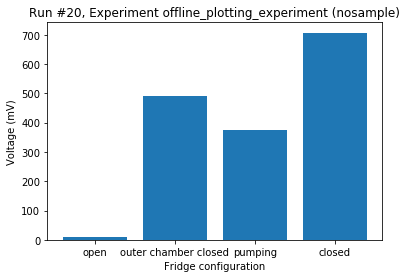 Run #20, Experiment offline_plotting_experiment (nosample)
700
600
500
400
300
200
100
0
Voltage (mV)
open outer chamber closed pumping closed
Fridge configuration